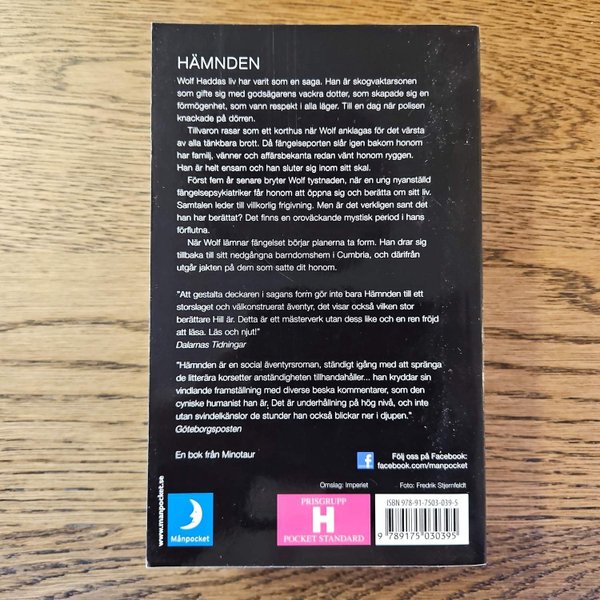 HÄMNDEN
Wolf Haddas liv har varit som en saga. Han är skogvaktarsonen
som gifte sig med godsägarens vackra dotter, som skapade sig en
förmögenhet, som vann respekt i alla läger. Till en dag när polisen
knackade på dörren.
Tillvaron rasar som ett korthus när Wolf anklagas för det värsta
av alla tänkbara brott. Då fängelseporten slår igen bakom honom
har familj, vänner och affärsbekanta redan vänt honom ryggen.
Han är helt ensam och han sluter sig inom sitt skal.
Först fem år senare bryter Wolf tystnaden, när en ung nyanställd
fängelsepsykiatriker får honom att öppna sig och berätta om sitt liv.
Samtalen leder till villkorlig frigivning. Men är det verkligen sant det
han har berättat? Det finns en oroväckande mystisk period i hans
förflutna.
När Wolf lämnar fängelset börjar planerna ta form. Han drar sig
tillbaka till sitt nedgångna barndomshem i Cumbria, och därifrån
utgår jakten på dem som satte dit honom.
"Att gestalta deckaren i sagans form gör inte bara Hämnden till ett
storslaget och välkonstruerat äventyr, det visar också vilken stor
berättare Hill är. Detta är ett mästerverk utan dess like och en ren fröjd
att läsa. Läs och njut!"
Dalarnas Tidningar
"Hämnden är en social äventyrsroman, ständigt igång med att spränga
de litterära korsetter anständigheten tillhandahåller... han kryddar sin
vindlande framställning med diverse beska kommentarer, som den
cyniske humanist han är. Det är underhållning på hög nivå, och inte
utan svindelkänslor de stunder han också blickar ner i djupen."
Göteborgsposten
En bok från Minotaur
Följ oss på Facebook:
facebook.com/manpocket
Omslag: Imperiet
Foto: Fredrik Stjernfeldt
www.manpocket.se
Månpocket
PRISGRUPP
H
POCKET STANDARD
ISBN 978-91-7503-039-5
9 789175 030395